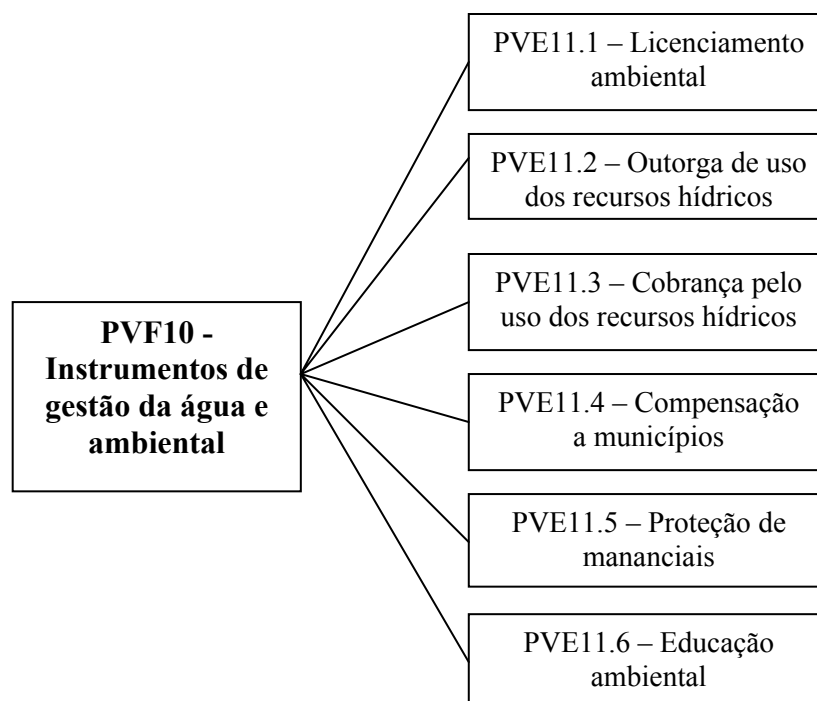 PVE11.1 – Licenciamento
ambiental
PVE11.2 – Outorga de uso
dos recursos hídricos
PVE11.3 – Cobrança pelo
uso dos recursos hídricos
PVF10 -
Instrumentos de
gestão da água e
ambiental
PVE11.4 – Compensação
a municípios
PVE11.5 – Proteção de
mananciais
PVE11.6 – Educação
ambiental